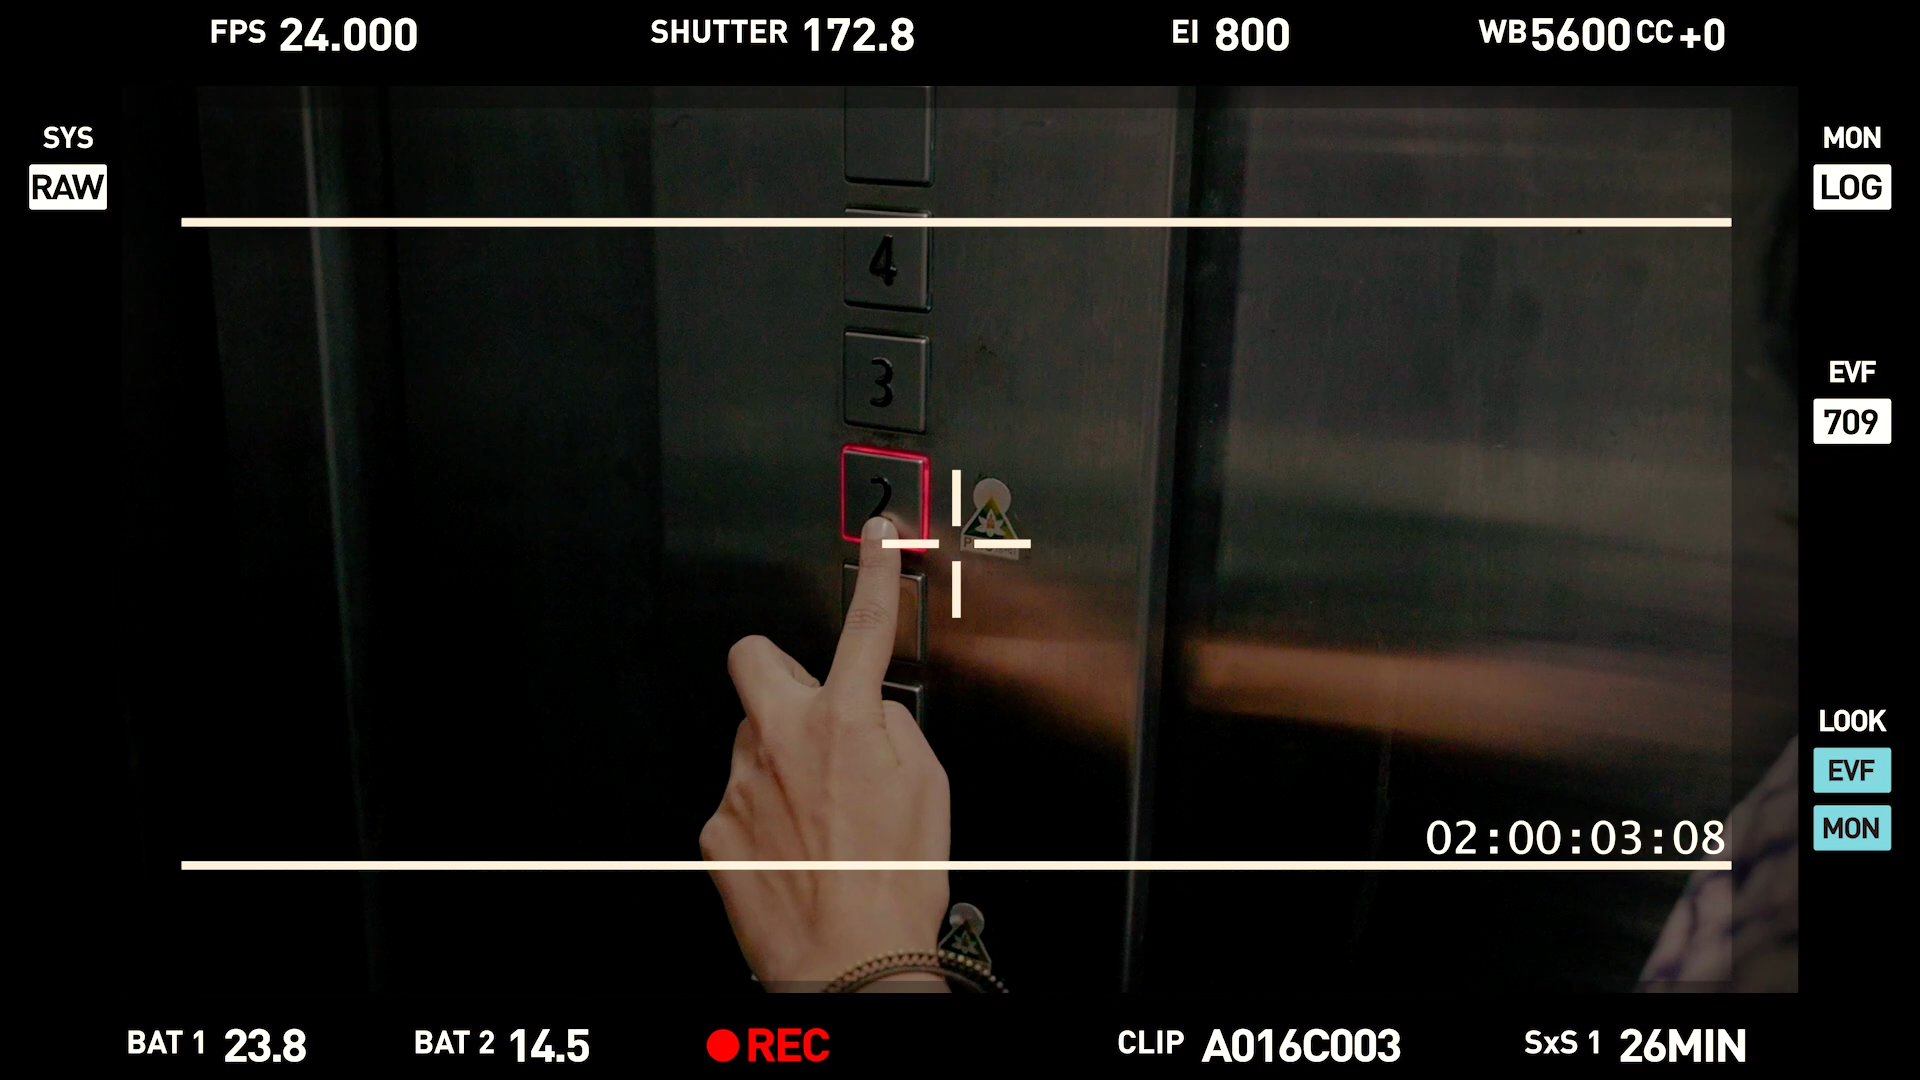 FPS 24.000 SHUTTER 172.8 EI 800 WB 5600 CC +0
SYS
RAW
MON
LOG
4
3
EVF
709
2
LOOK
EVF
MON
02:00:03:08
BAT 1 23.8 BAT 2 14.5 REC CLIP A016C003 SxS 1 26MIN